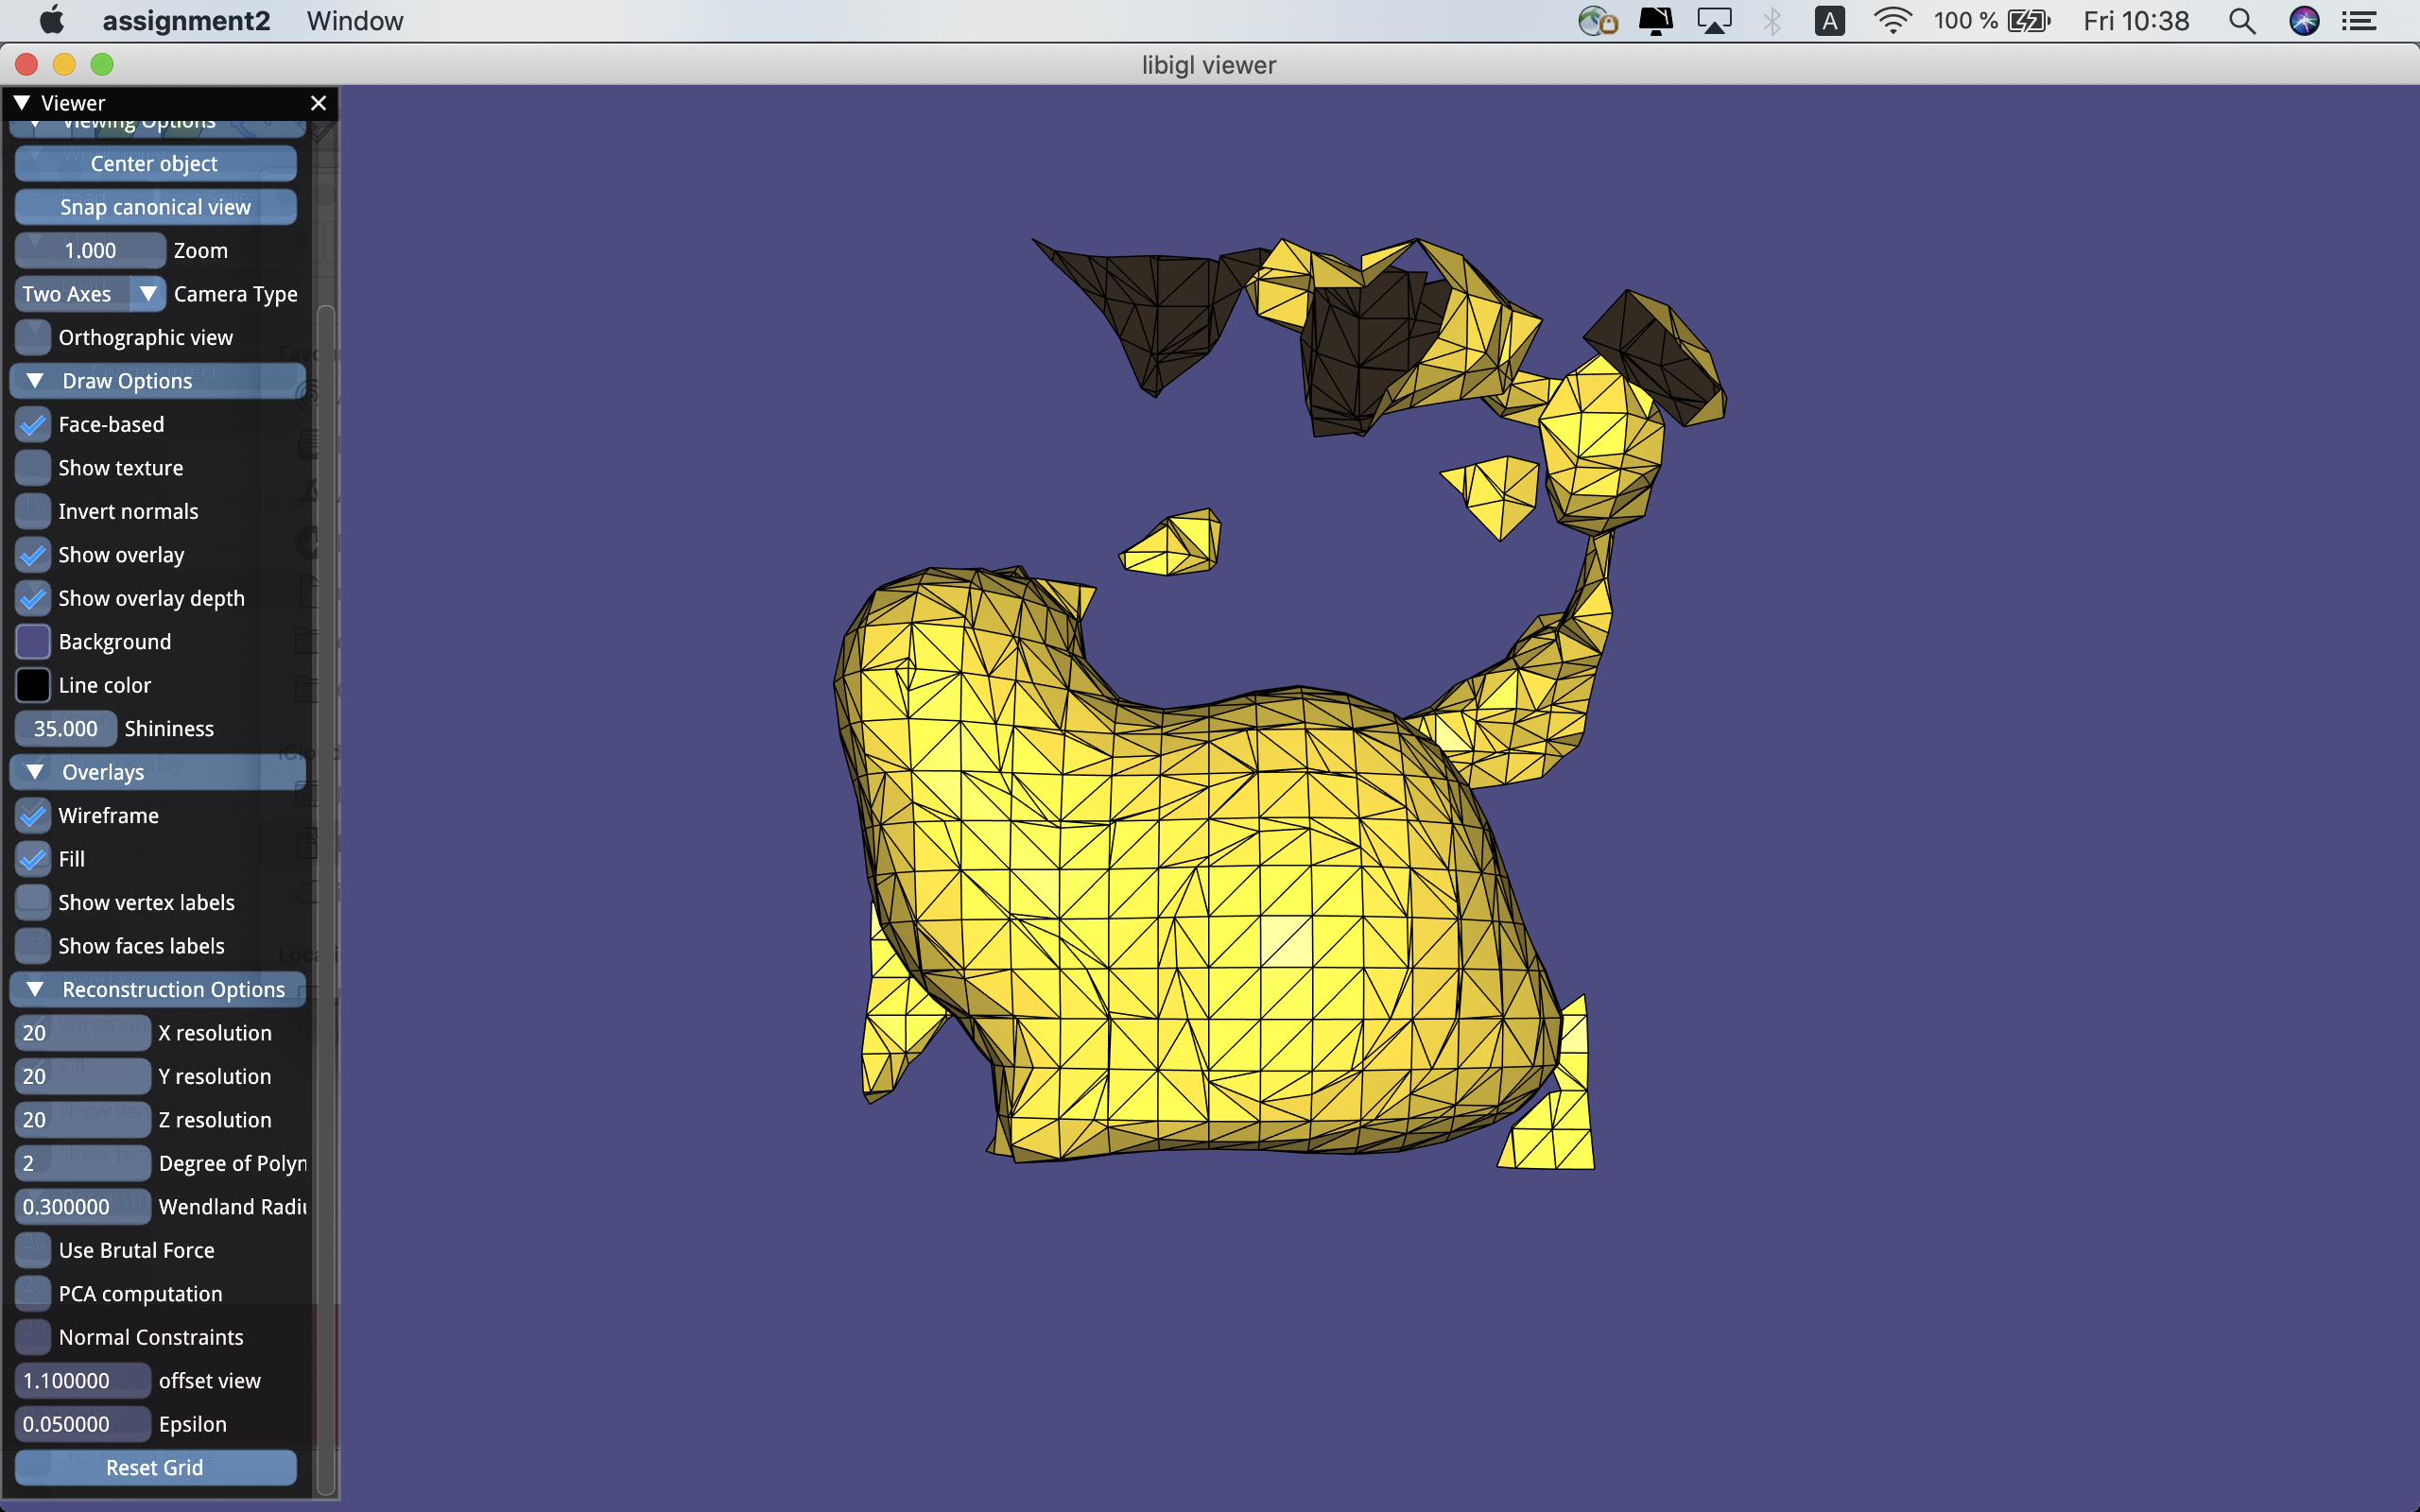 assignment2 Window A 100 % Fri 10:38
libigl viewer
Viewer
Viewing Options
Center object
Snap canonical view
1.000 Zoom
Two Axes Camera Type
Orthographic view
Draw Options
Face-based
Show texture
Invert normals
Show overlay
Show overlay depth
Background
Line color
35.000 Shininess
Overlays
Wireframe
Fill
Show vertex labels
Show faces labels
Reconstruction Options
20 X resolution
20 Y resolution
20 Z resolution
2 Degree of Polyn
0.300000 Wendland Radiu
Use Brutal Force
PCA computation
Normal Constraints
1.100000 offset view
0.050000 Epsilon
Reset Grid